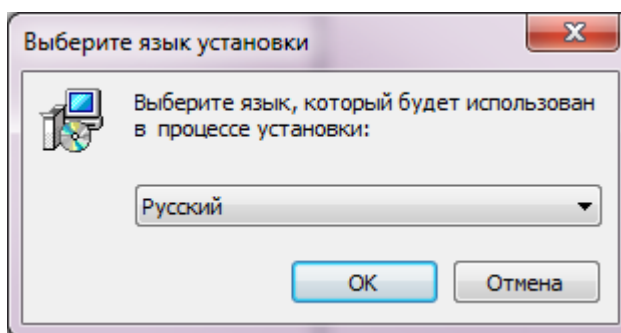 Выберите язык установки
Выберите язык, который будет использован
в процессе установки:
Русский
OK
Отмена